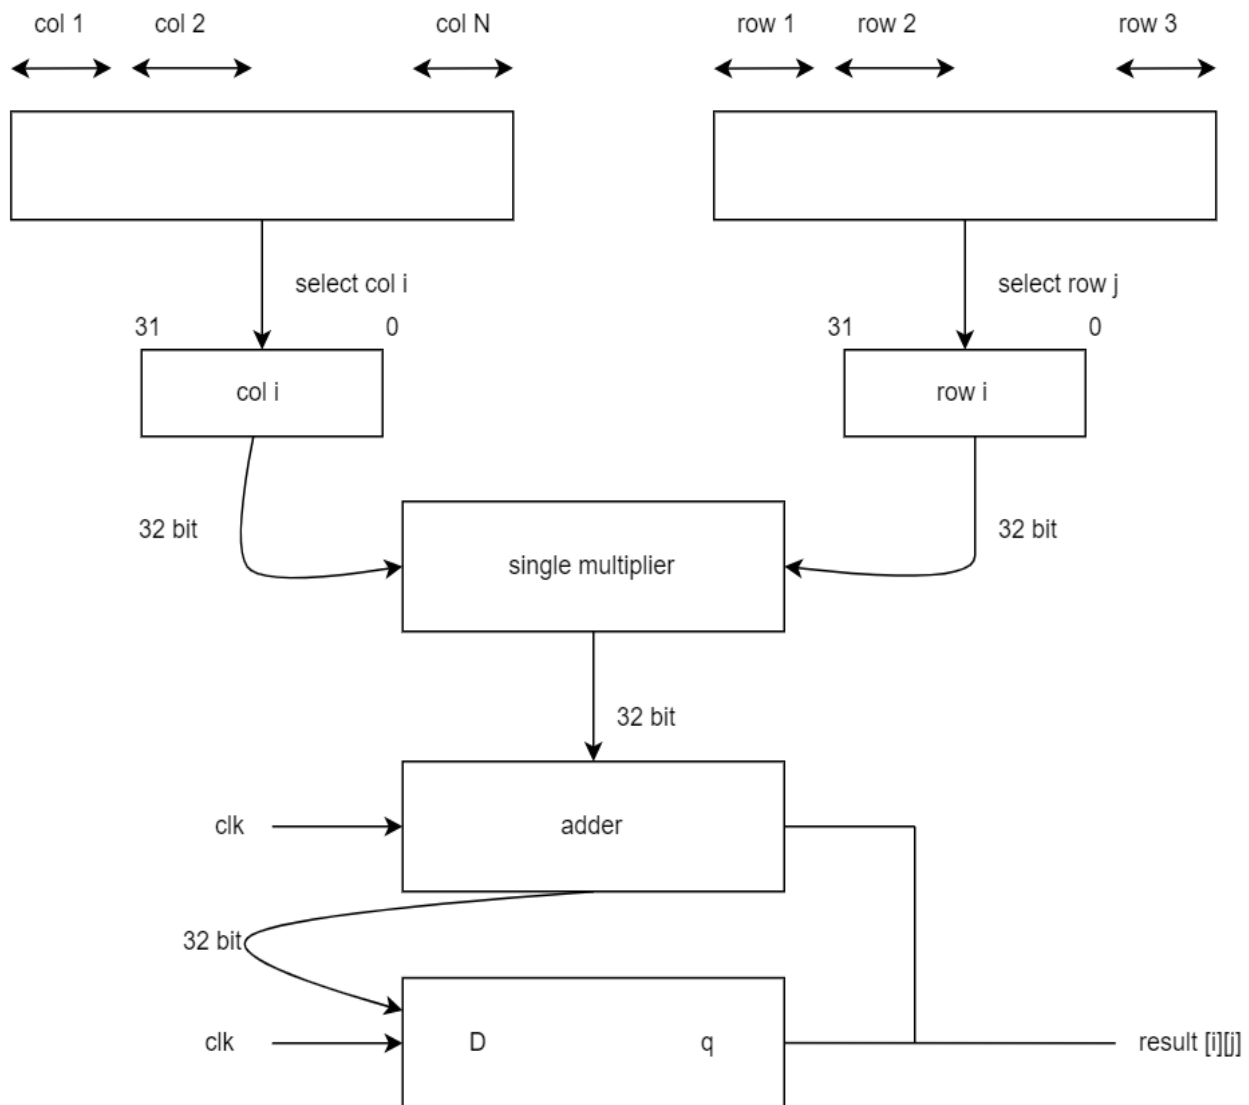 col 1 col 2 col N row 1 row 2 row 3
select col i select row j
31 0 31 0
col i row i
32 bit single multiplier 32 bit
32 bit
clk adder
32 bit
clk D q result [i][j]